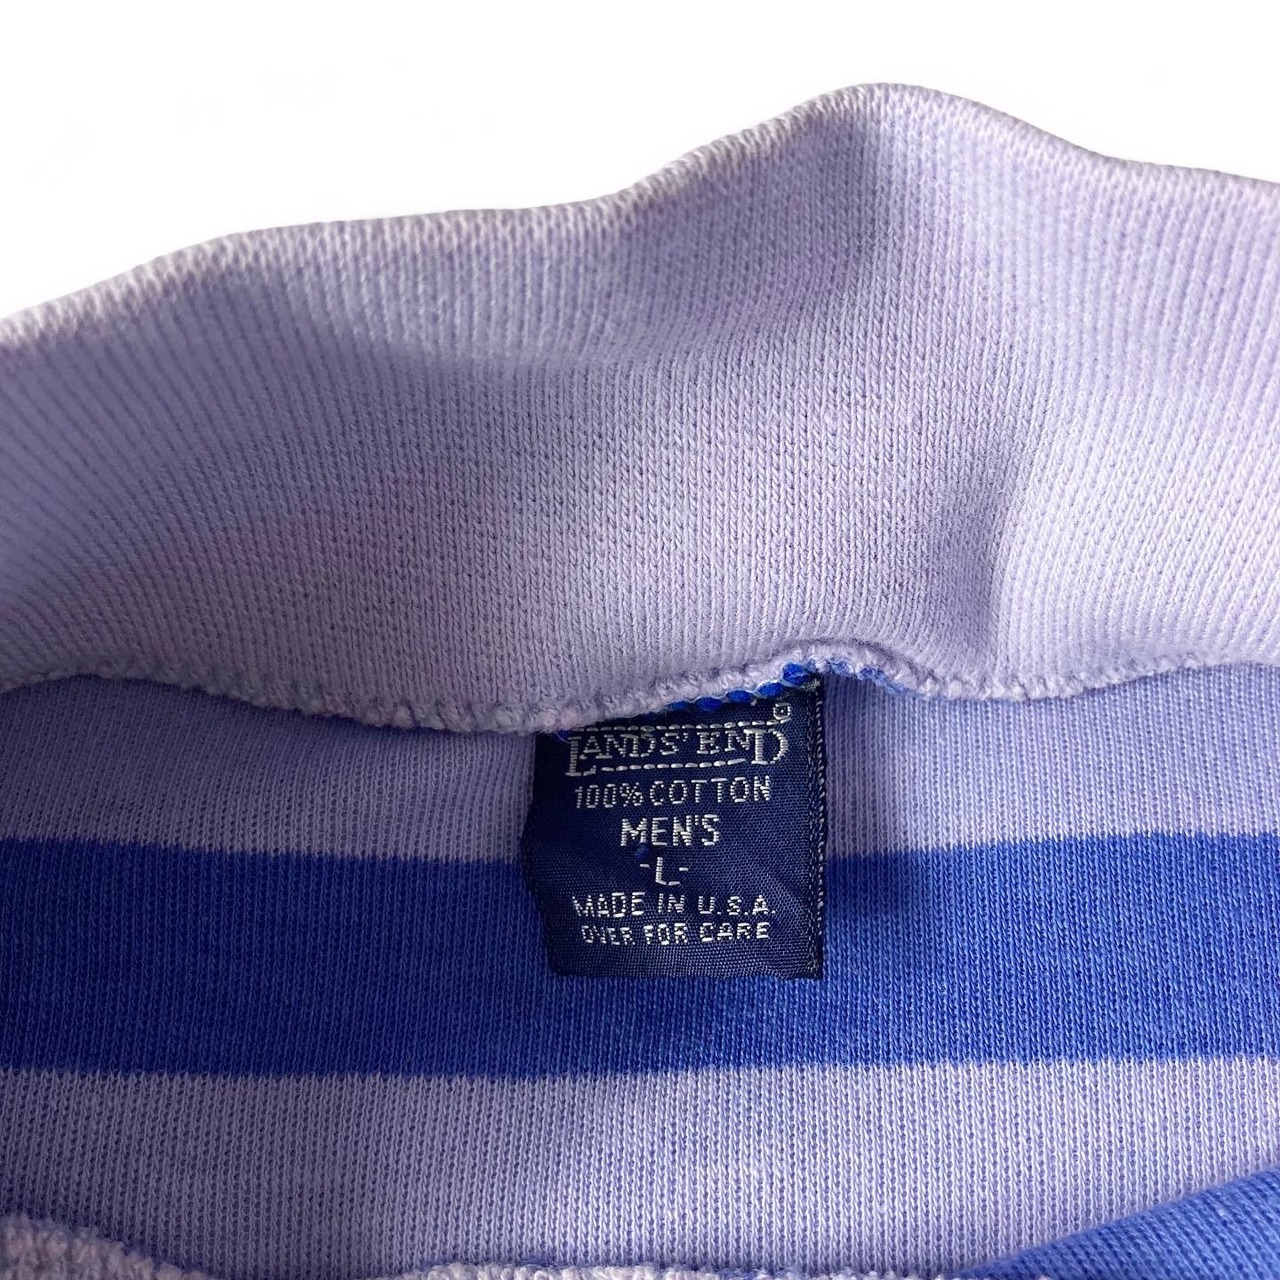 LANDS' END
100% COTTON
MEN'S
-L-
MADE IN U.S.A.
OVER FOR CARE